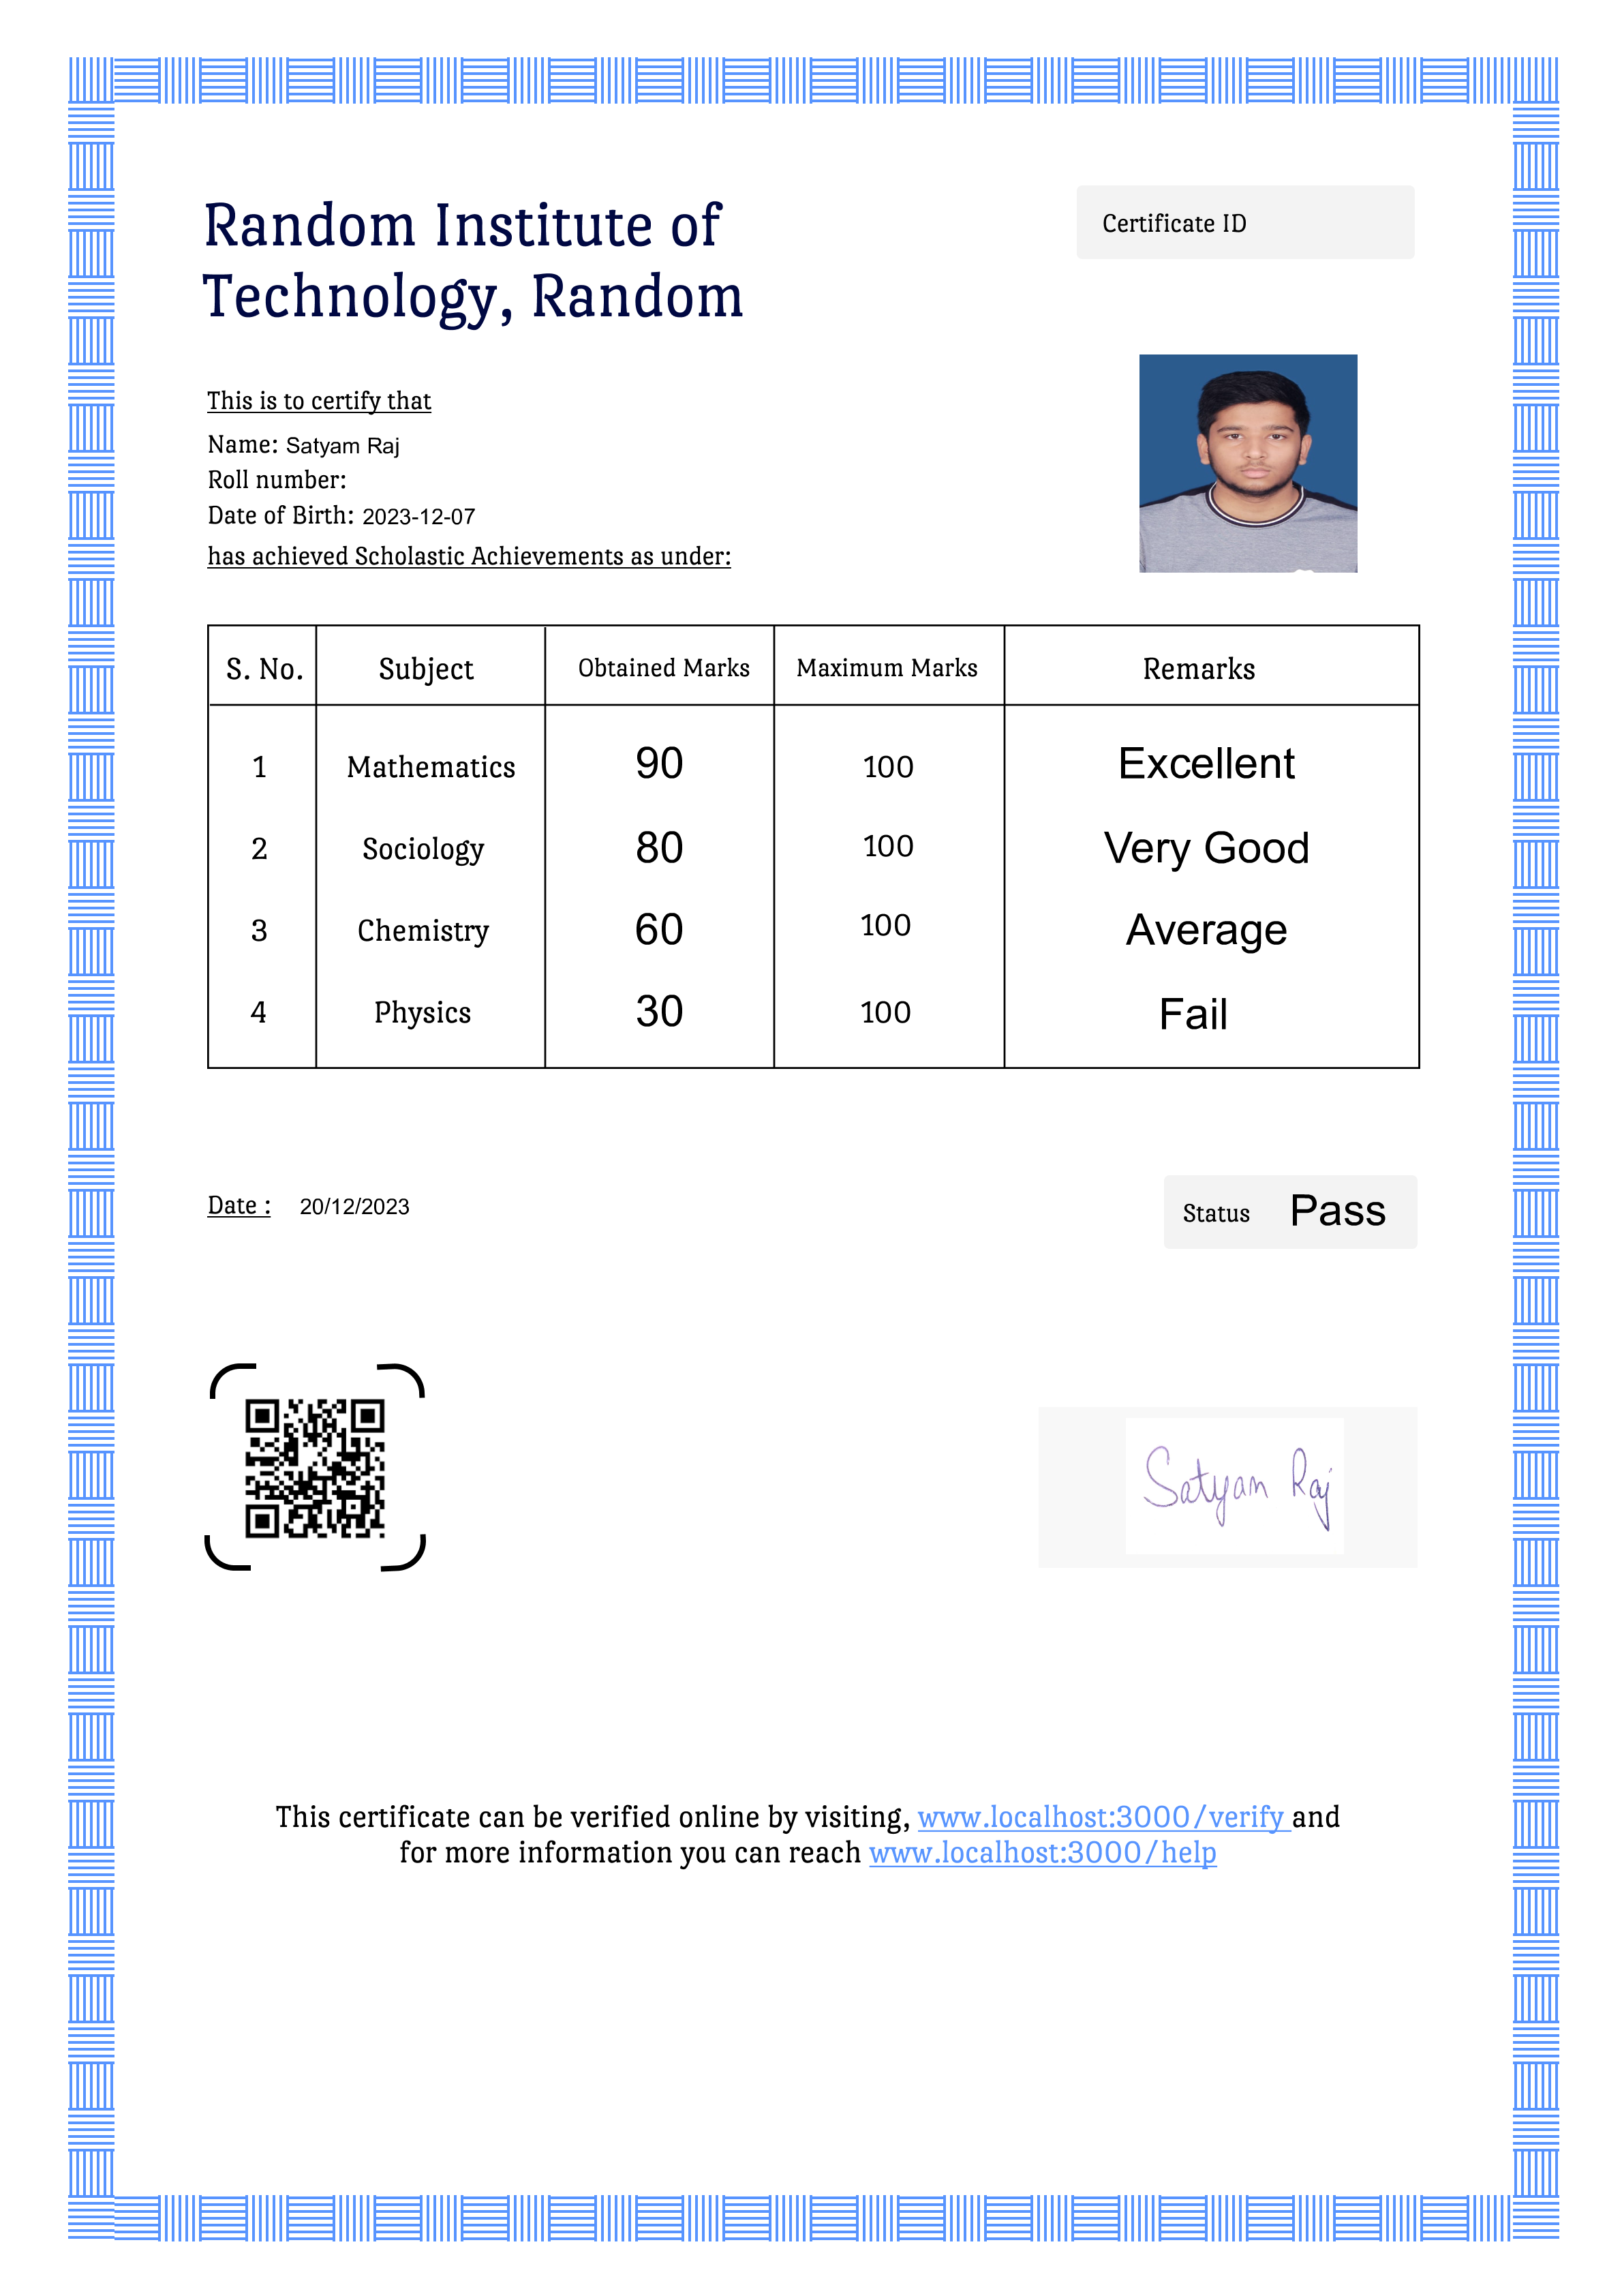 Random Institute of
Technology, Random
Certificate ID
This is to certify that
Name: Satyam Raj
Roll number:
Date of Birth: 2023-12-07
has achieved Scholastic Achievements as under:
S. No. Subject Obtained Marks Maximum Marks Remarks
1 Mathematics 90 100 Excellent
2 Sociology 80 100 Very Good
3 Chemistry 60 100 Average
4 Physics 30 100 Fail
Date : 20/12/2023
Status Pass
Satyam Raj
This certificate can be verified online by visiting, www.localhost:3000/verify and
for more information you can reach www.localhost:3000/help